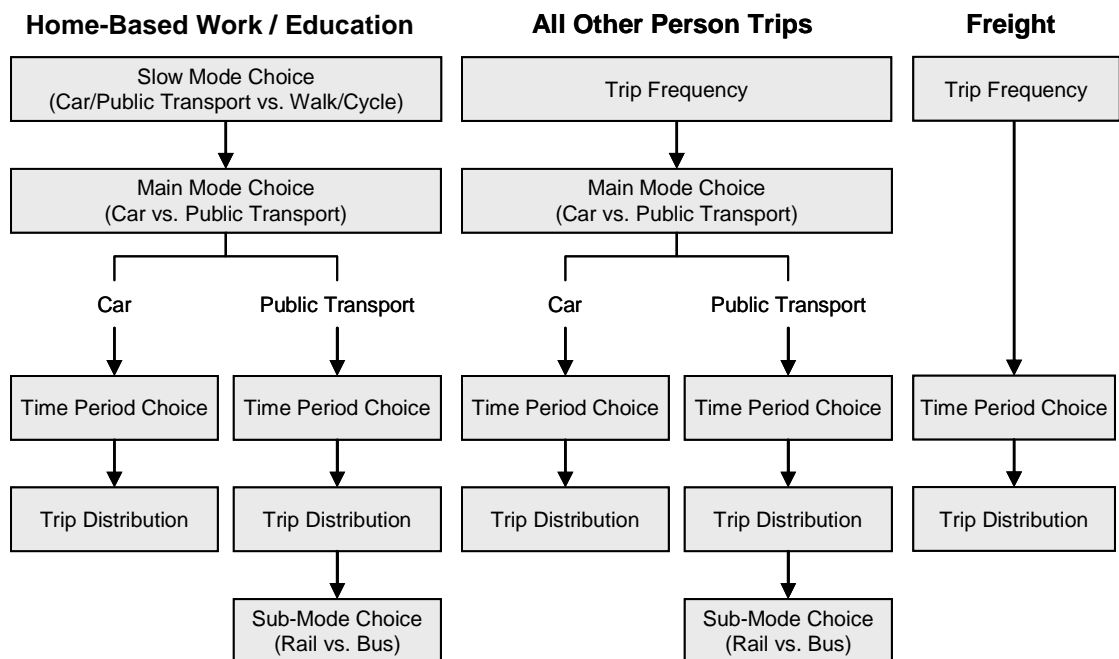 Home-Based Work / Education
All Other Person Trips
Freight
Slow Mode Choice
(Car/Public Transport vs. Walk/Cycle)
Trip Frequency
Trip Frequency
Main Mode Choice
(Car vs. Public Transport)
Main Mode Choice
(Car vs. Public Transport)
Car
Public Transport
Car
Public Transport
Time Period Choice
Time Period Choice
Time Period Choice
Time Period Choice
Time Period Choice
Trip Distribution
Trip Distribution
Trip Distribution
Trip Distribution
Trip Distribution
Sub-Mode Choice
(Rail vs. Bus)
Sub-Mode Choice
(Rail vs. Bus)